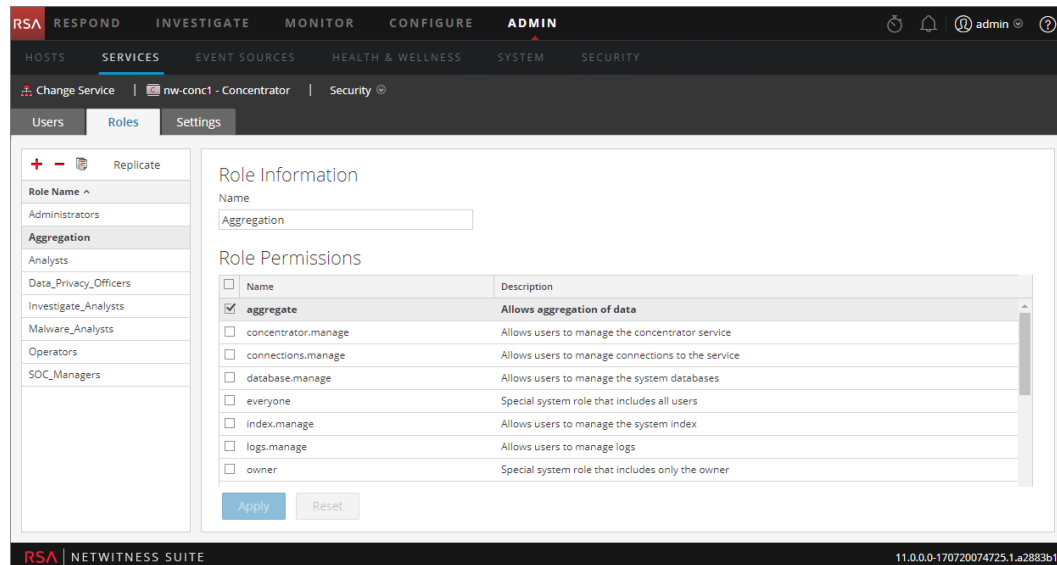 RSA RESPOND INVESTIGATE MONITOR CONFIGURE ADMIN admin
HOSTS SERVICES EVENT SOURCES HEALTH & WELLNESS SYSTEM SECURITY
Change Service | C nw-conc1 - Concentrator | Security
Users Roles Settings
Replicate
Role Name
Administrators
Aggregation
Analysts
Data_Privacy_Officers
Investigate_Analysts
Malware_Analysts
Operators
SOC_Managers
Role Information
Name
Aggregation
Role Permissions
Name Description
aggregate Allows aggregation of data
concentrator.manage Allows users to manage the concentrator service
connections.manage Allows users to manage connections to the service
database.manage Allows users to manage the system databases
everyone Special system role that includes all users
index.manage Allows users to manage the system index
logs.manage Allows users to manage logs
owner Special system role that includes only the owner
Apply Reset
RSA | NETWITNESS SUITE 11.0.0.0-170720074725.1.a2883b1